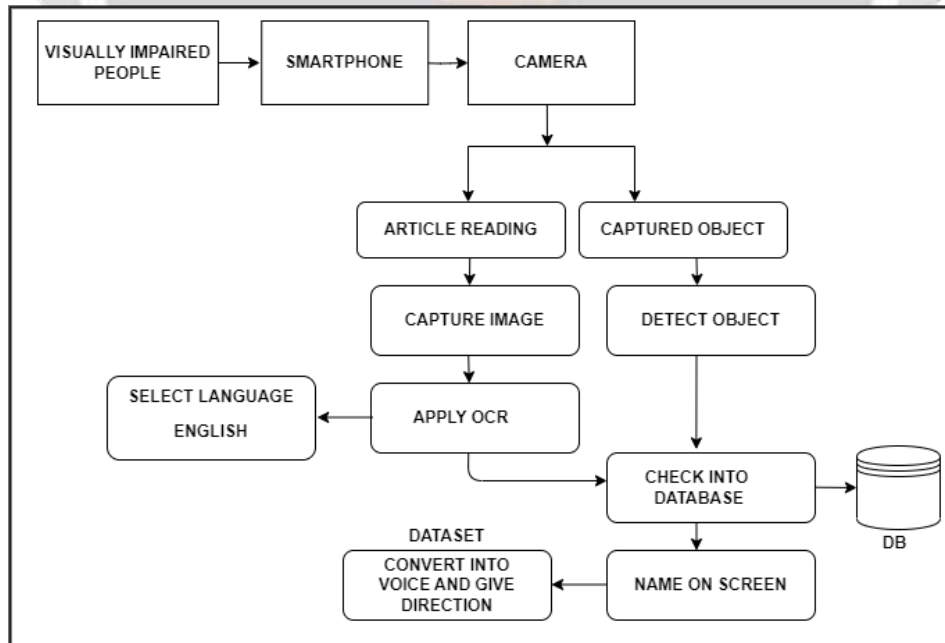 VISUALLY IMPAIRED
PEOPLE
SMARTPHONE
CAMERA
ARTICLE READING
CAPTURED OBJECT
CAPTURE IMAGE
DETECT OBJECT
SELECT LANGUAGE
ENGLISH
APPLY OCR
CHECK INTO
DATABASE
DB
DATASET
CONVERT INTO
VOICE AND GIVE
DIRECTION
NAME ON SCREEN